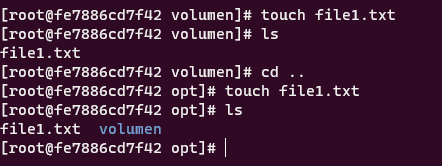 [root@fe7886cd7f42 volumen]# touch file1.txt
[root@fe7886cd7f42 volumen]# ls
file1.txt
[root@fe7886cd7f42 volumen]# cd ..
[root@fe7886cd7f42 opt]# touch file1.txt
[root@fe7886cd7f42 opt]# ls
file1.txt  volumen
[root@fe7886cd7f42 opt]#